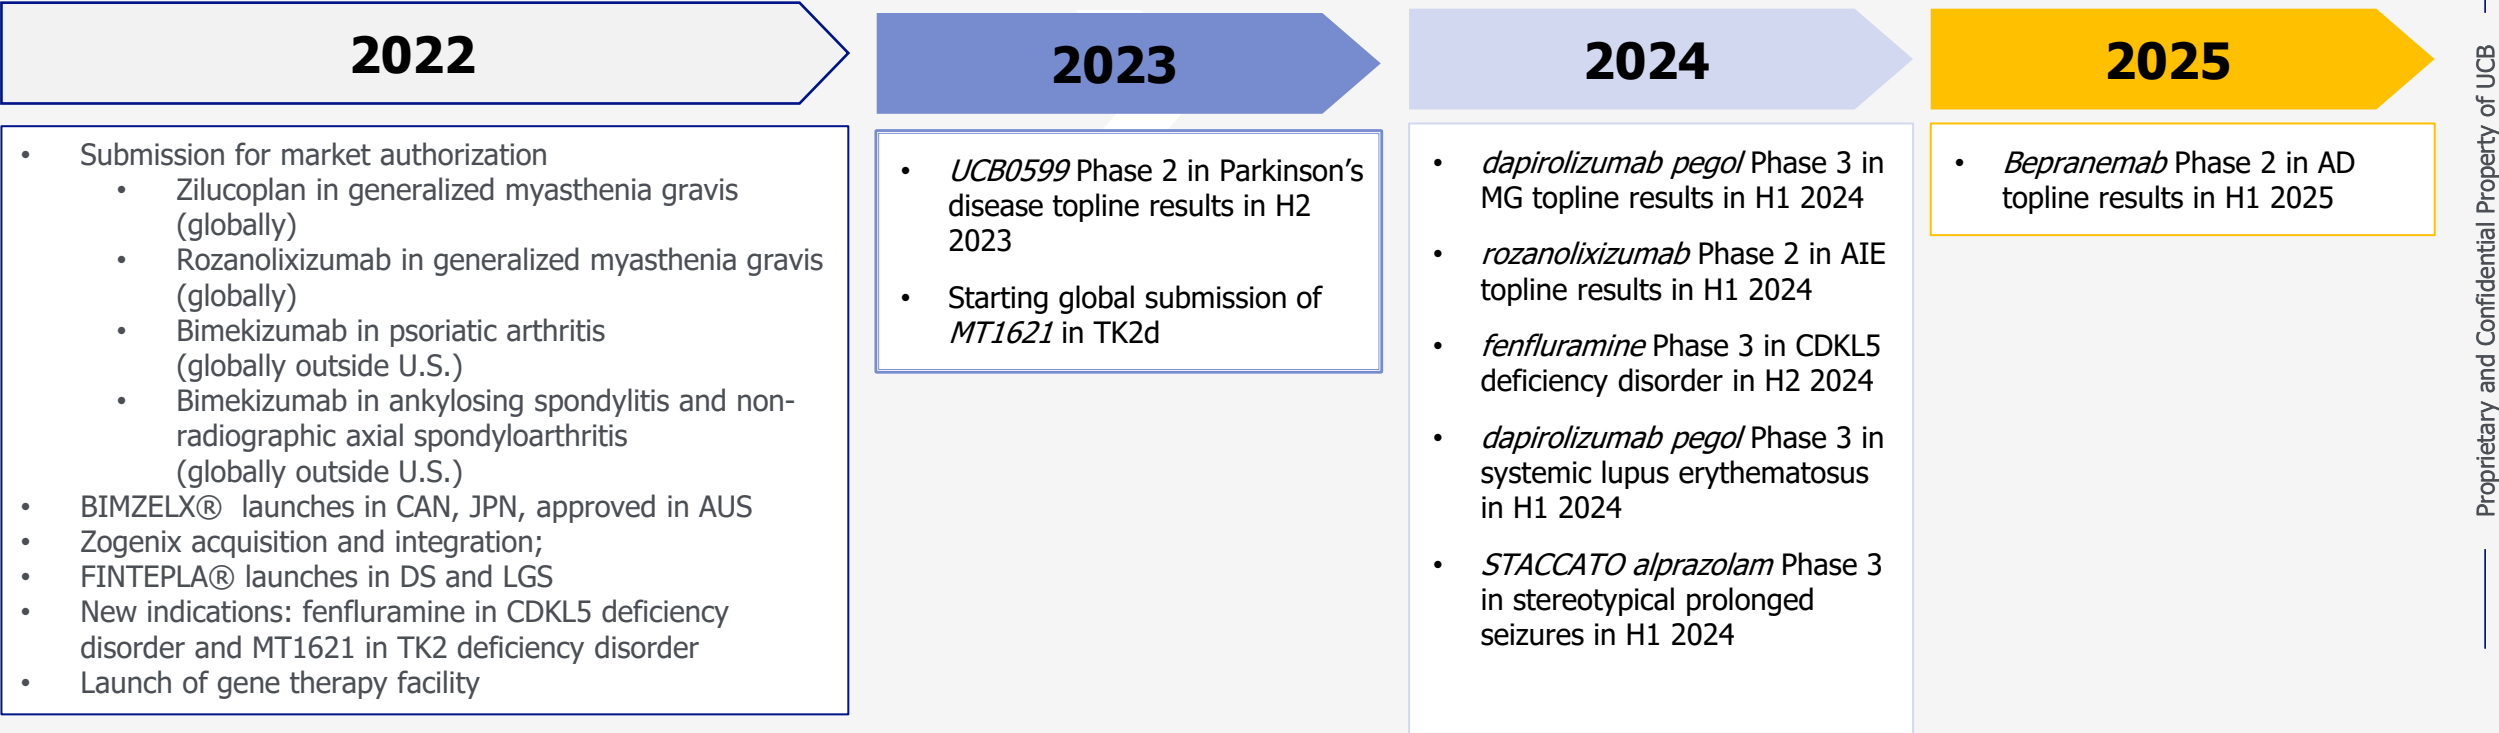 2022
• Submission for market authorization
• Zilucoplan in generalized myasthenia gravis
(globally)
• Rozanolixizumab in generalized myasthenia gravis
(globally)
• Bimekizumab in psoriatic arthritis
(globally outside U.S.)
• Bimekizumab in ankylosing spondylitis and non-
radiographic axial spondyloarthritis
(globally outside U.S.)
• BIMZELX® launches in CAN, JPN, approved in AUS
• Zogenix acquisition and integration;
• FINTEPLA® launches in DS and LGS
• New indications: fenfluramine in CDKL5 deficiency
disorder and MT1621 in TK2 deficiency disorder
• Launch of gene therapy facility
2023
• UCB0599 Phase 2 in Parkinson’s
disease topline results in H2
2023
• Starting global submission of
MT1621 in TK2d
2024
• dapirolizumab pegol Phase 3 in
MG topline results in H1 2024
• rozanolixizumab Phase 2 in AIE
topline results in H1 2024
• fenfluramine Phase 3 in CDKL5
deficiency disorder in H2 2024
• dapirolizumab pegol Phase 3 in
systemic lupus erythematosus
in H1 2024
• STACCATO alprazolam Phase 3
in stereotypical prolonged
seizures in H1 2024
2025
• Bepranemab Phase 2 in AD
topline results in H1 2025
Proprietary and Confidential Property of UCB